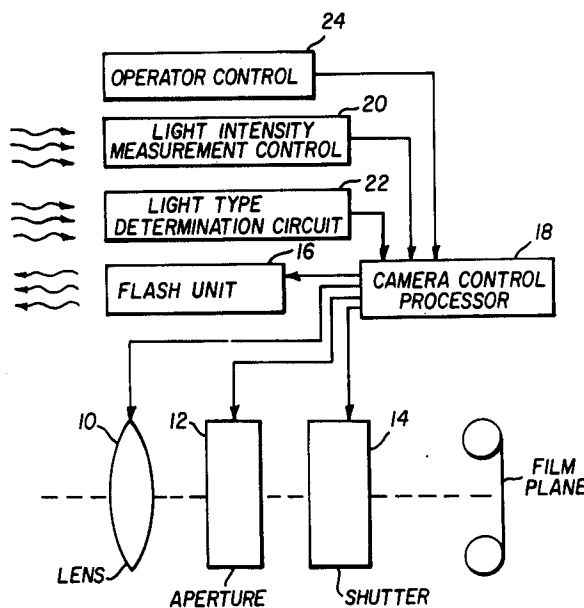 24
OPERATOR CONTROL
20
LIGHT INTENSITY
MEASUREMENT CONTROL
22
LIGHT TYPE
DETERMINATION CIRCUIT
16
18
FLASH UNIT
CAMERA CONTROL
PROCESSOR
10
12
14
FILM
PLANE
LENS
APERTURE
SHUTTER